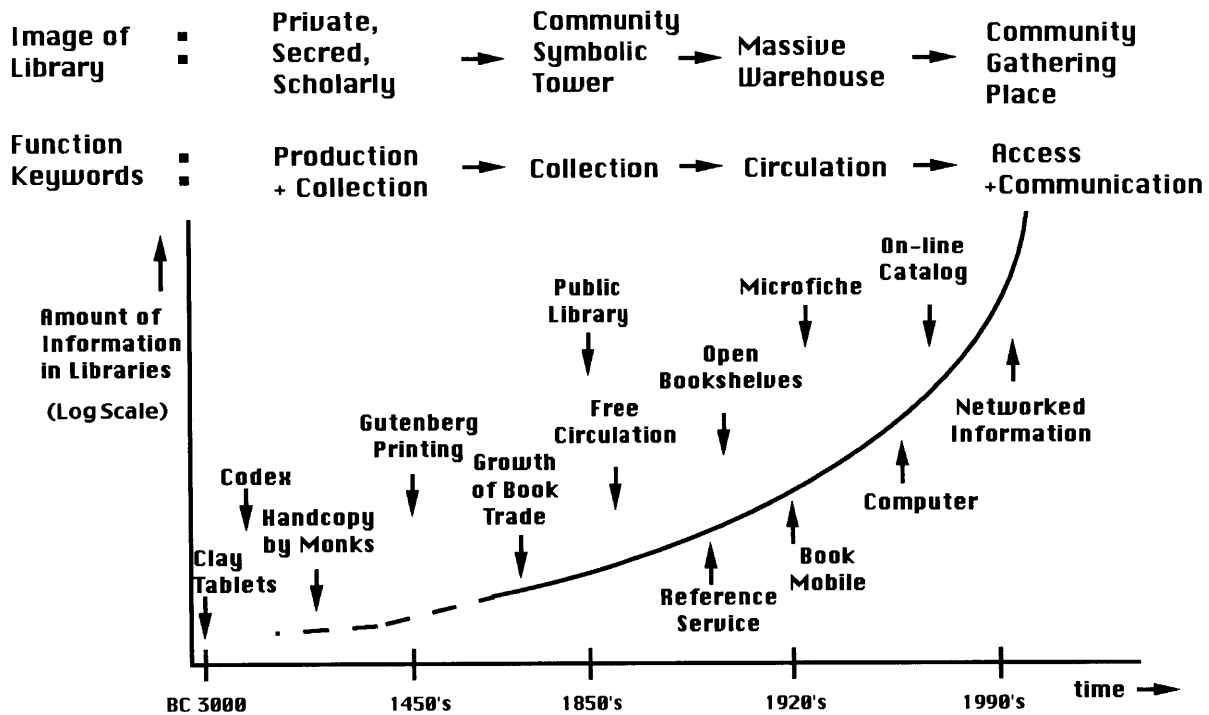 Image of
Library
:
Private,
Secred,
Scholarly
Community
Symbolic
Tower
Massive
Warehouse
Community
Gathering
Place
Function
Keywords
:
Production
+ Collection
Collection
Circulation
Access
+Communication
Amount of
Information
in Libraries
(Log Scale)
Clay
Tablets
Codex
Handcopy
by Monks
Gutenberg
Printing
Growth
of Book
Trade
Public
Library
Free
Circulation
Open
Bookshelves
Microfiche
On-line
Catalog
Reference
Service
Book
Mobile
Computer
Networked
Information
BC 3000
1450's
1850's
1920's
1990's
time